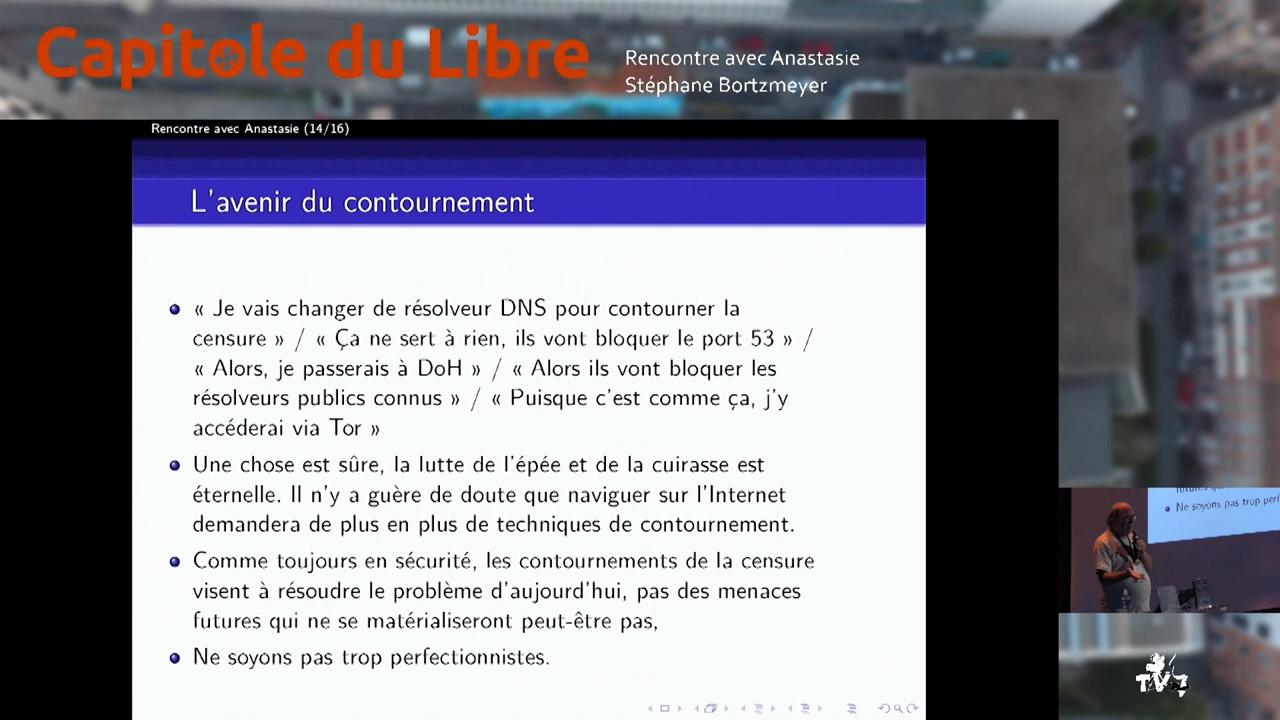 Capitole du Libre
Rencontre avec Anastasie
Stéphane Bortzmeyer
Rencontre avec Anastasie (14/16)
L'avenir du contournement
« Je vais changer de résolveur DNS pour contourner la
censure » / « Ça ne sert à rien, ils vont bloquer le port 53 » /
« Alors, je passerais à DoH » / « Alors ils vont bloquer les
résolveurs publics connus » / « Puisque c'est comme ça, j'y
accéderai via Tor »
Une chose est sûre, la lutte de l'épée et de la cuirasse est
éternelle. Il n'y a guère de doute que naviguer sur l'Internet
demandera de plus en plus de techniques de contournement.
Comme toujours en sécurité, les contournements de la censure
visent à résoudre le problème d'aujourd'hui, pas des menaces
futures qui ne se matérialiseront peut-être pas,
Ne soyons pas trop perfectionnistes.
Ne soyons pas trop perf
TV7